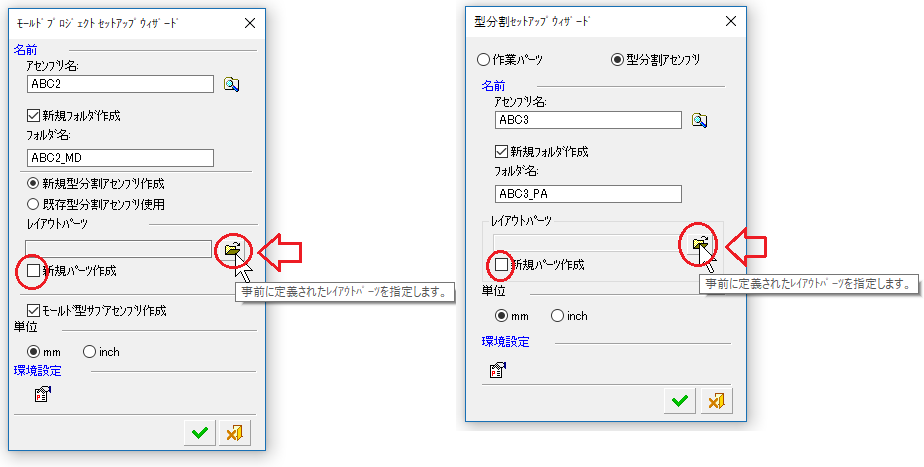 モールドプロジェクトセットアップウィザード
名前
アセンブリ名:
ABC2
新規フォルダ作成
フォルダ名:
ABC2_MD
新規型分割アセンブリ作成
既存型分割アセンブリ使用
レイアウトパーツ
新規パーツ作成
事前に定義されたレイアウトパーツを指定します。
モールド型サブアセンブリ作成
単位
mm
inch
環境設定
型分割セットアップウィザード
作業パーツ
型分割アセンブリ
名前
アセンブリ名:
ABC3
新規フォルダ作成
フォルダ名:
ABC3_PA
レイアウトパーツ
新規パーツ作成
事前に定義されたレイアウトパーツを指定します。
単位
mm
inch
環境設定